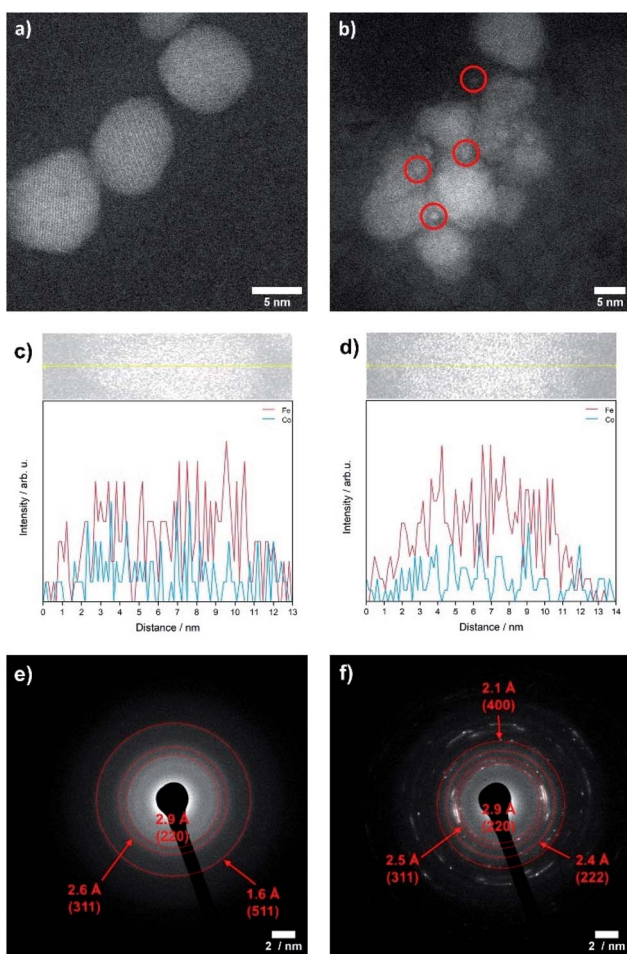 a)
5 nm
b)
5 nm
c)
Fe
Co
Intensity / arb. u.
0 1 2 3 4 5 6 7 8 9 10 11 12 13
Distance / nm
d)
Fe
Co
Intensity / arb. u.
0 1 2 3 4 5 6 7 8 9 10 11 12 13 14
Distance / nm
e)
2.9 Å
(220)
2.6 Å
(311)
1.6 Å
(511)
2 / nm
f)
2.1 Å
(400)
2.9 Å
(220)
2.5 Å
(311)
2.4 Å
(222)
2 / nm